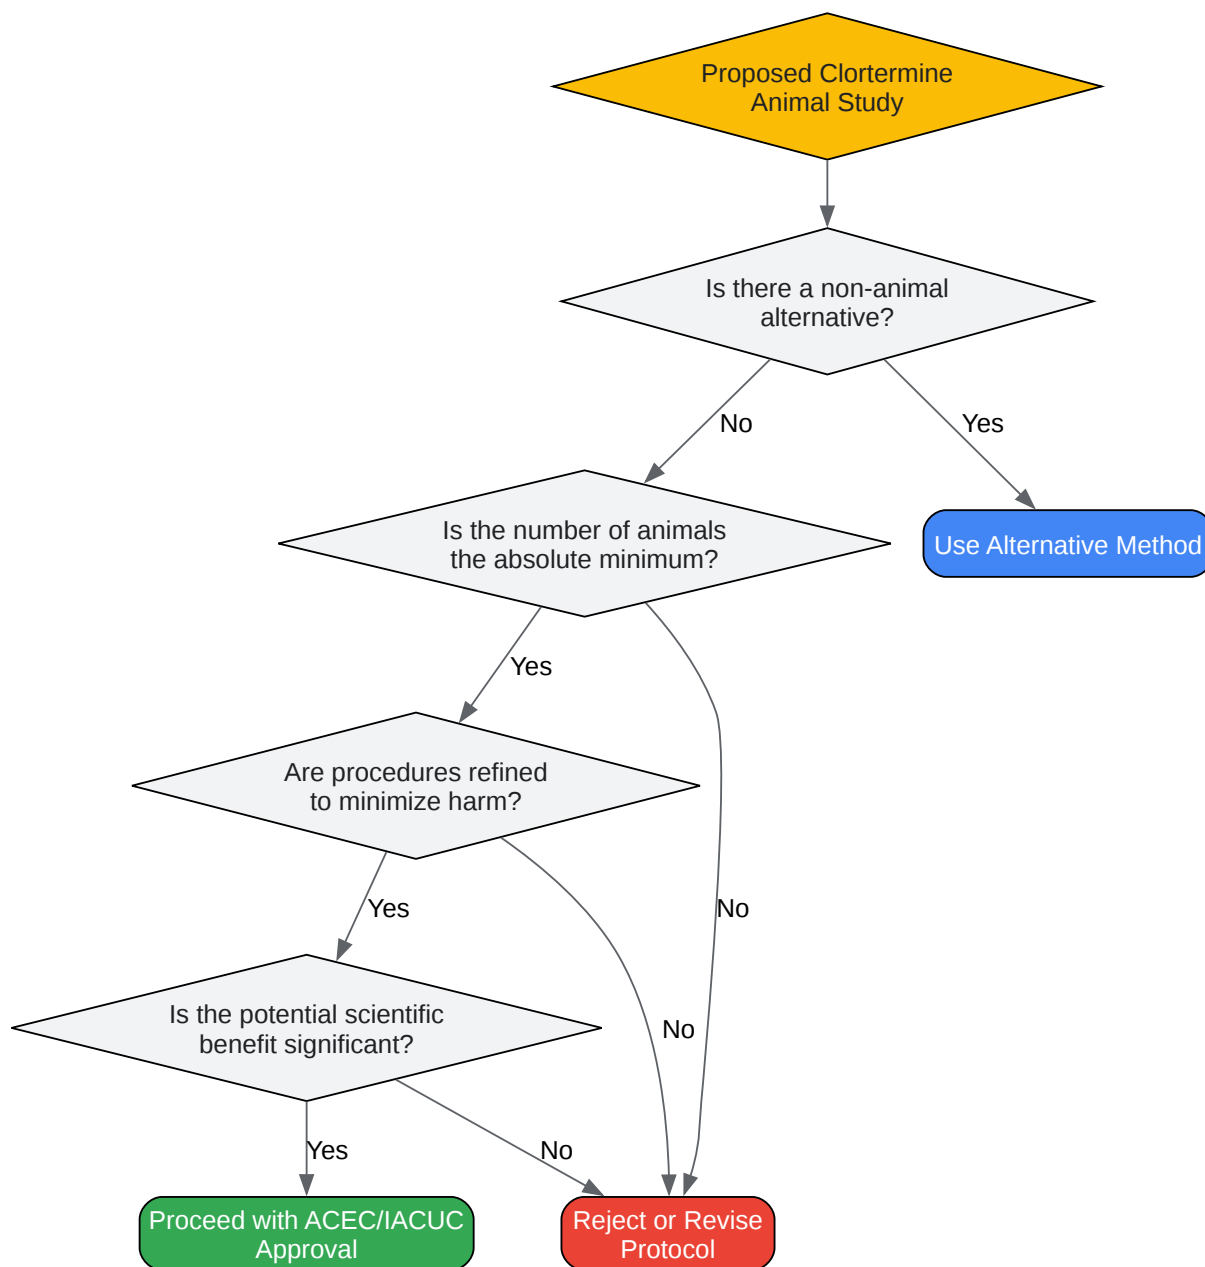 Proposed Clortermine
Animal Study
Is there a non-animal
alternative?
No
Yes
Is the number of animals
the absolute minimum?
Use Alternative Method
Yes
Are procedures refined
to minimize harm?
Yes
No
Is the potential scientific
benefit significant?
No
Yes
No
Proceed with ACEC/IACUC
Approval
Reject or Revise
Protocol